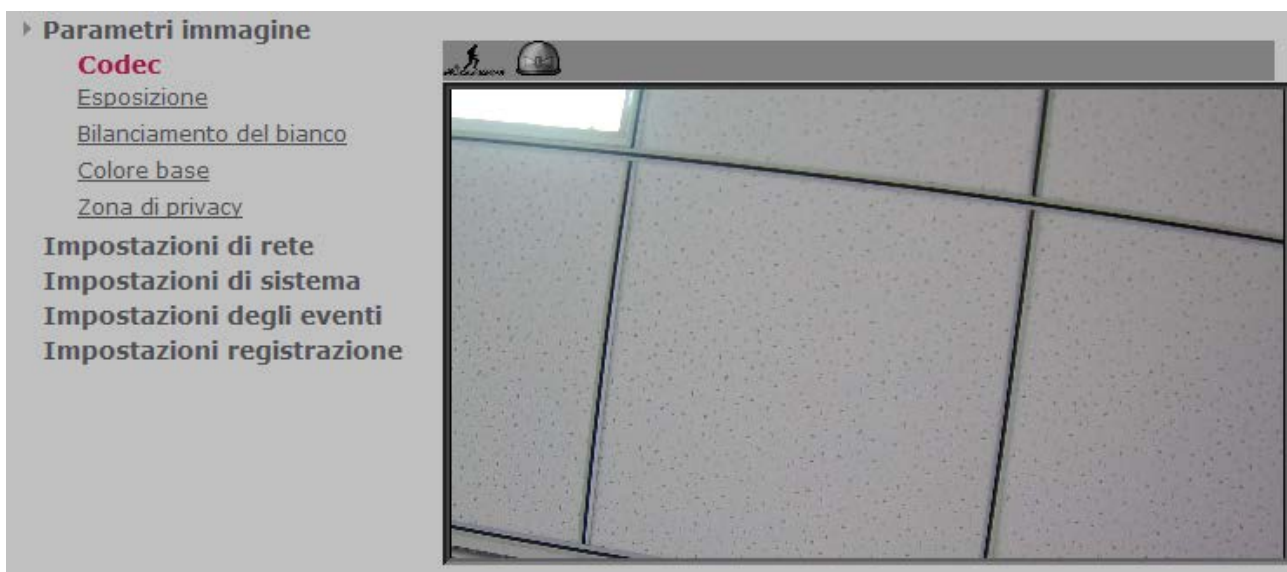 Parametri immagine
Codec
Esposizione
Bilanciamento del bianco
Colore base
Zona di privacy
Impostazioni di rete
Impostazioni di sistema
Impostazioni degli eventi
Impostazioni registrazione